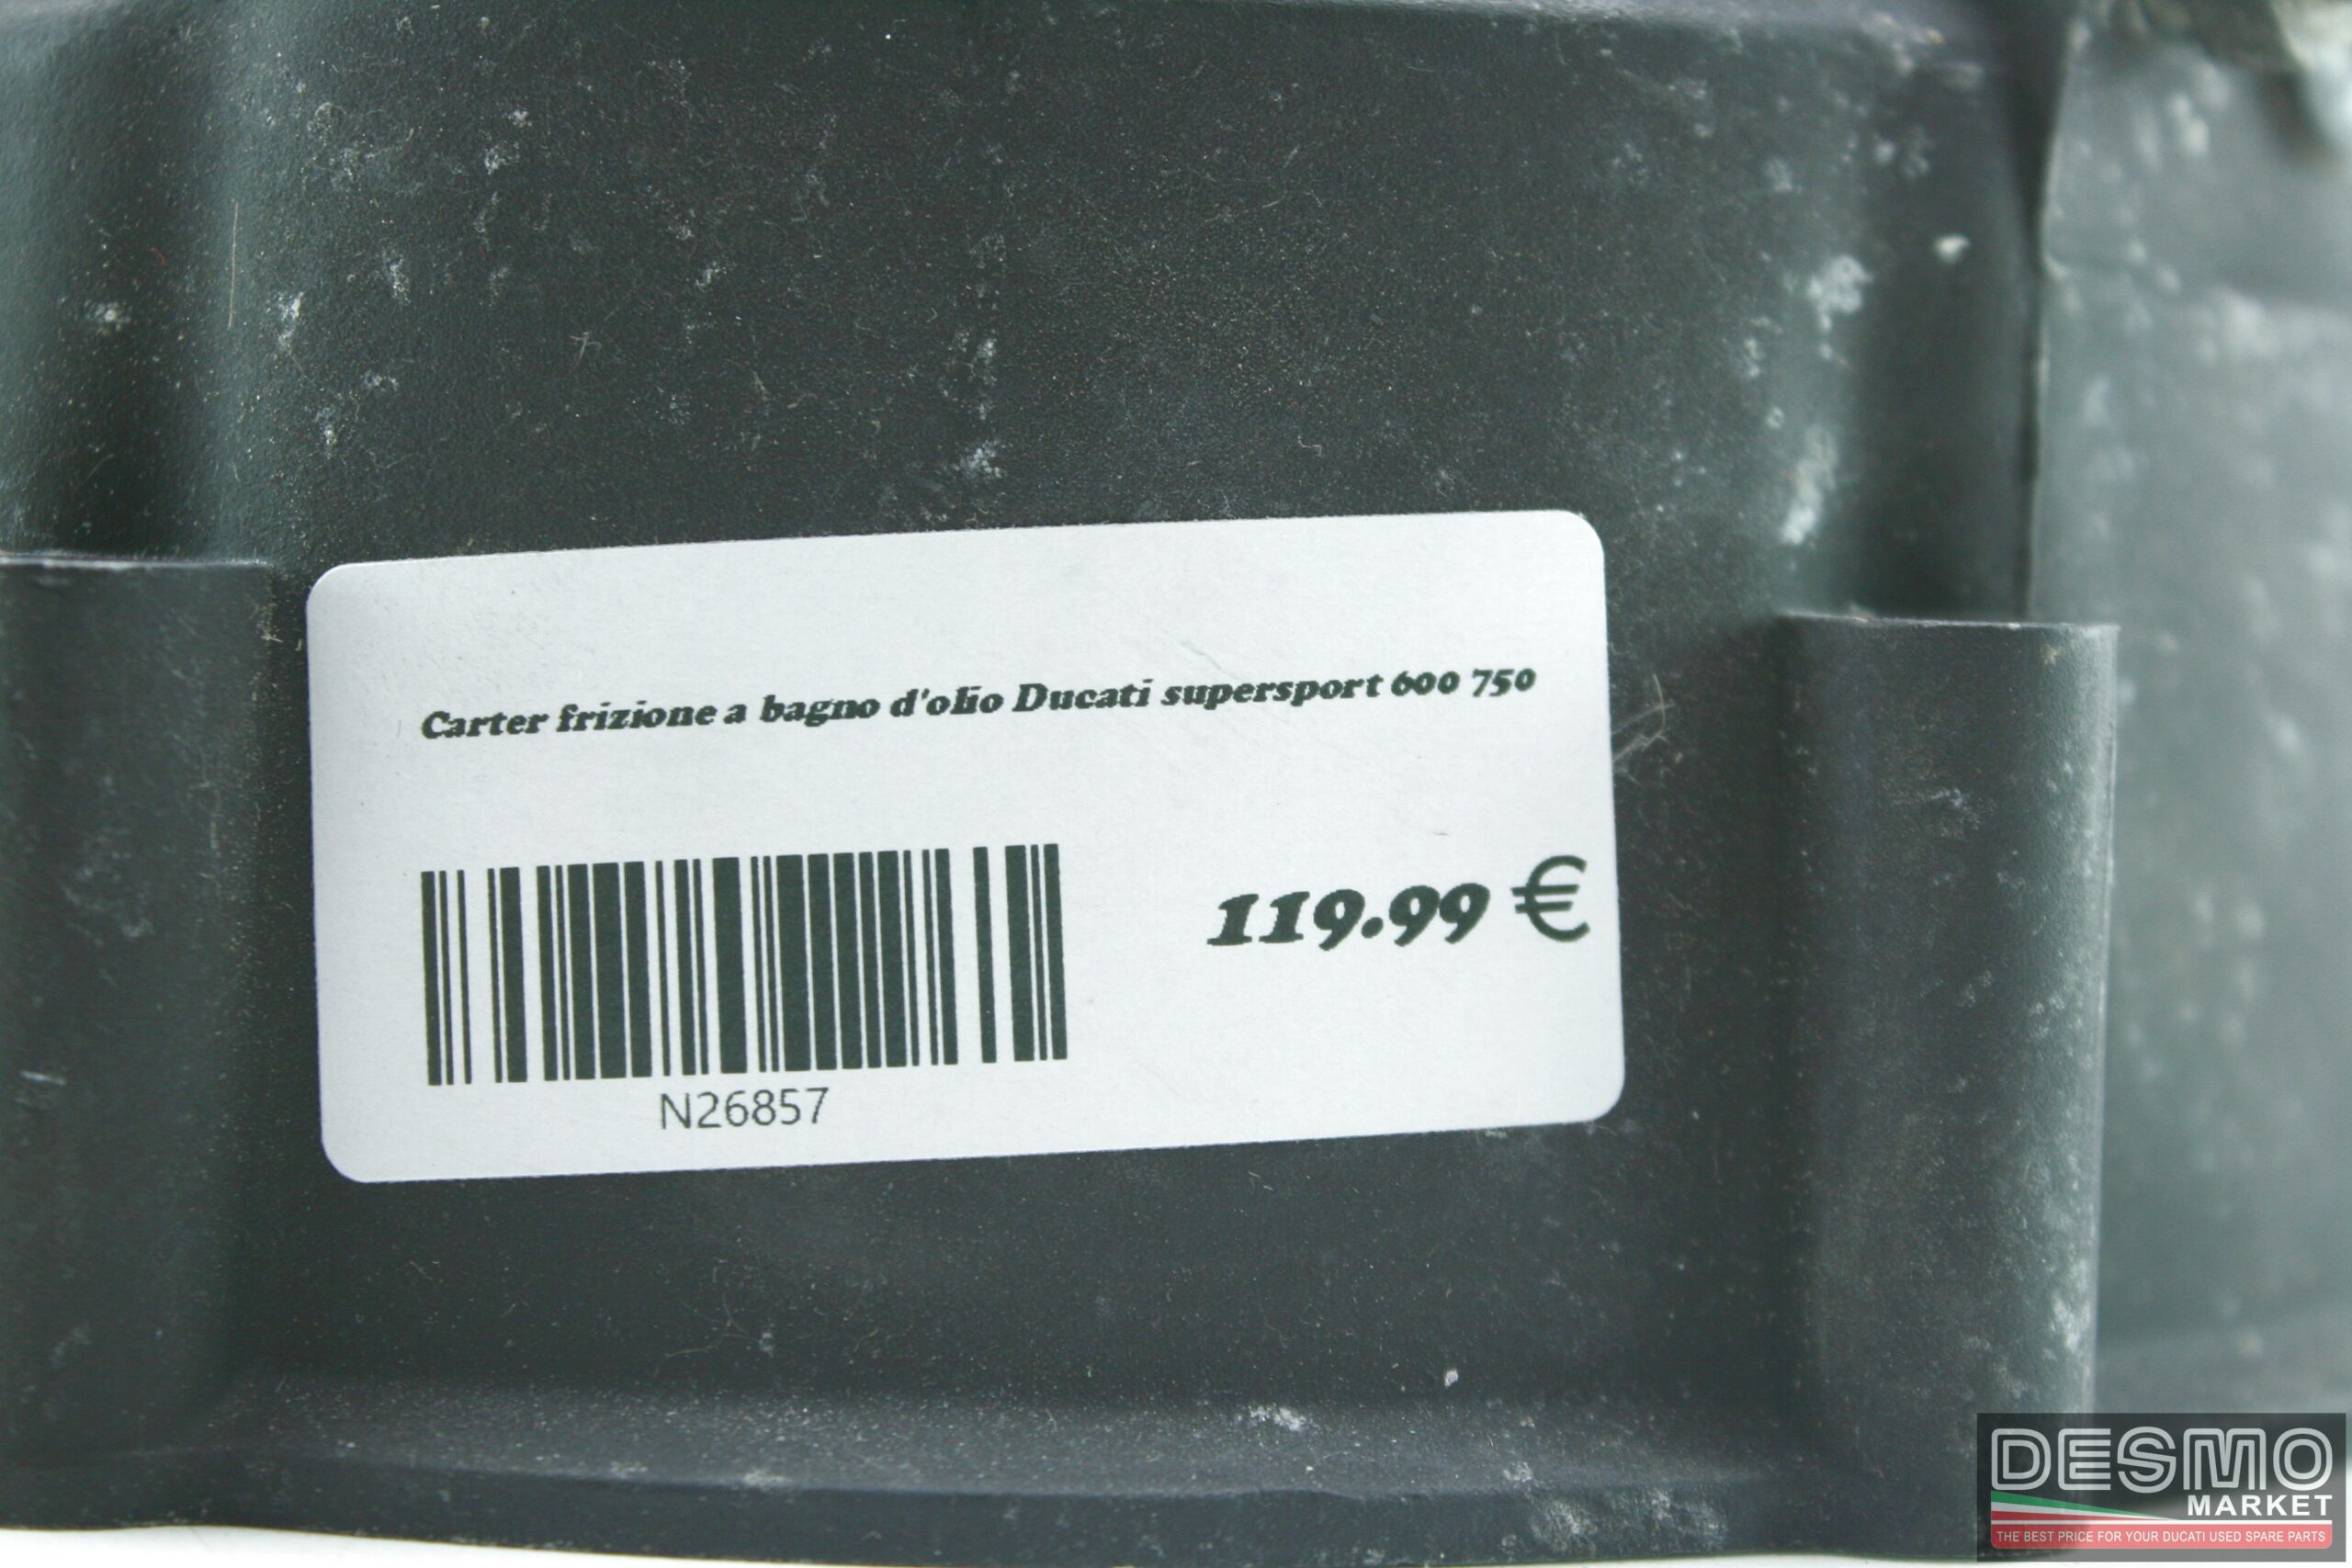 Carter frizione a bagno d'olio Ducati supersport 600 750
119.99 €
N26857
DESMO
MARKET
THE BEST PRICE FOR YOUR DUCATI USED SPARE PARTS